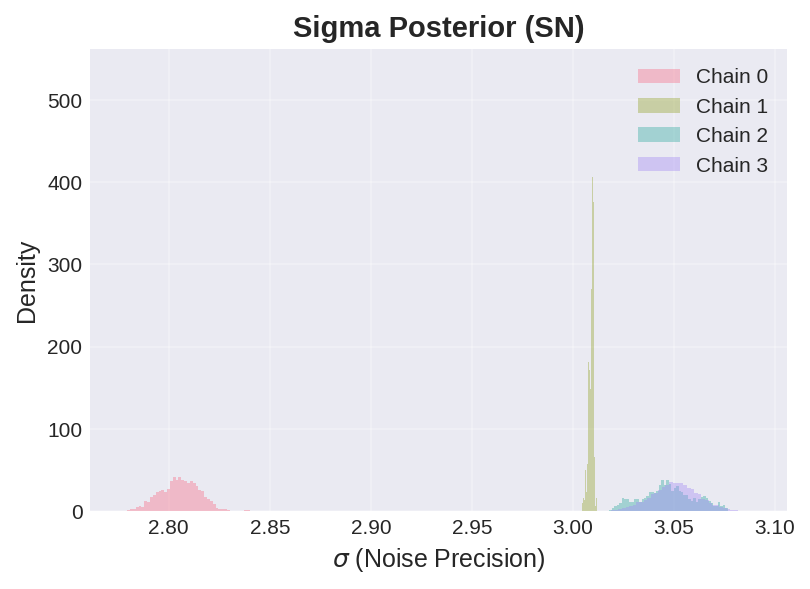 Sigma Posterior (SN)
Chain 0
Chain 1
Chain 2
Chain 3
Density
500
400
300
200
100
0
2.80 2.85 2.90 2.95 3.00 3.05 3.10
σ (Noise Precision)